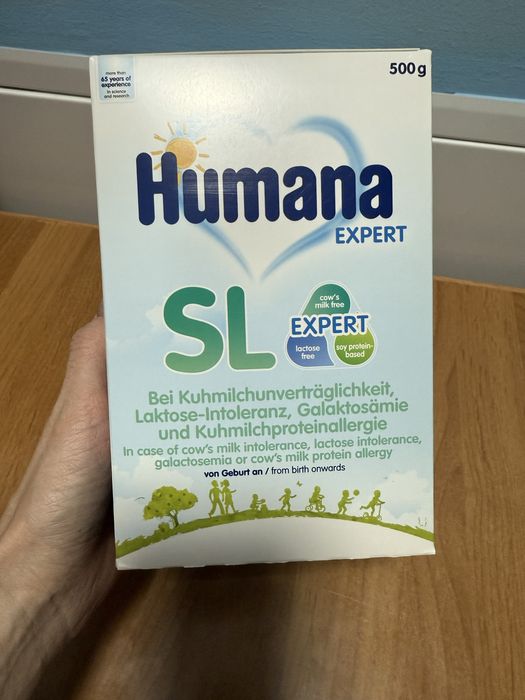 more than
65 years of
experience
in science
and research
500 g
Humana
EXPERT
SL
cow's
milk free
EXPERT
lactose
free
soy protein-
based
Bei Kuhmilchunverträglichkeit,
Laktose-Intoleranz, Galaktosämie
und Kuhmilchproteinallergie
In case of cow's milk intolerance, lactose intolerance,
galactosemia or cow's milk protein allergy
von Geburt an / from birth onwards